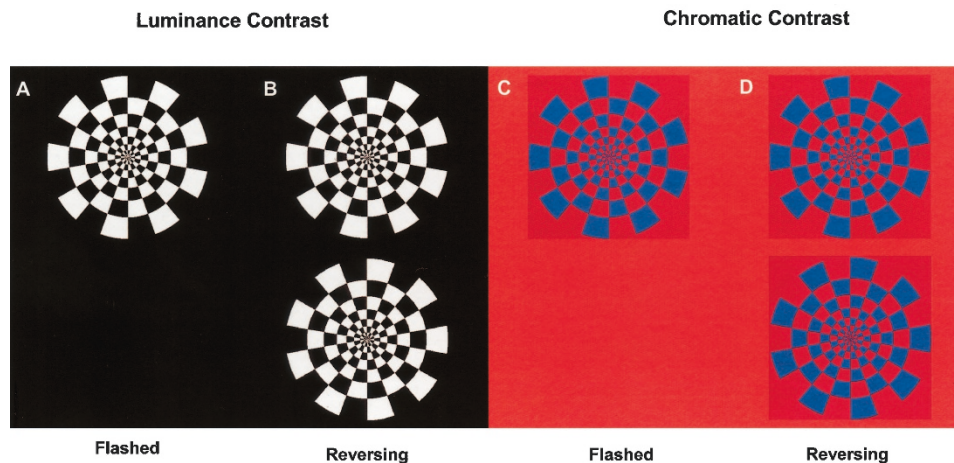 Luminance Contrast
Chromatic Contrast
A
B
C
D
Flashed
Reversing
Flashed
Reversing